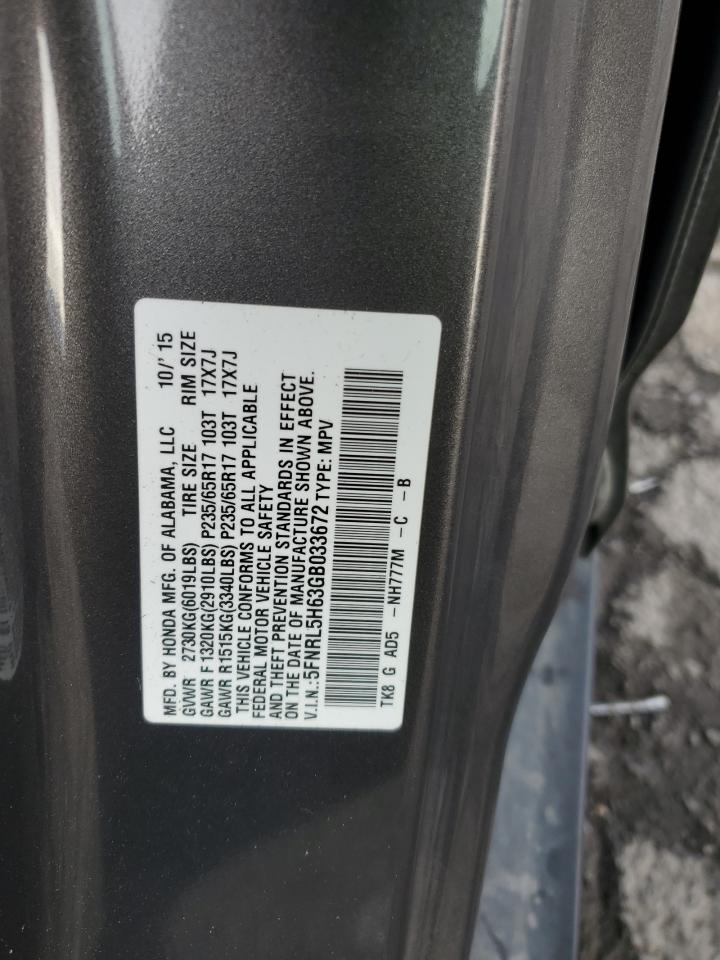 MFD. BY HONDA MFG. OF ALABAMA, LLC 10/' 15
GVWR 2730KG(6019LBS) TIRE SIZE RIM SIZE
GAWR F1320KG(2910LBS) P235/65R17 103T 17X7J
GAWR R1515KG(3340LBS) P235/65R17 103T 17X7J
THIS VEHICLE CONFORMS TO ALL APPLICABLE
FEDERAL MOTOR VEHICLE SAFETY
AND THEFT PREVENTION STANDARDS IN EFFECT
ON THE DATE OF MANUFACTURE SHOWN ABOVE.
V.I.N.:5FNRL5H63GB033672 TYPE: MPV
TK8 G AD5 -NH777M -C -B